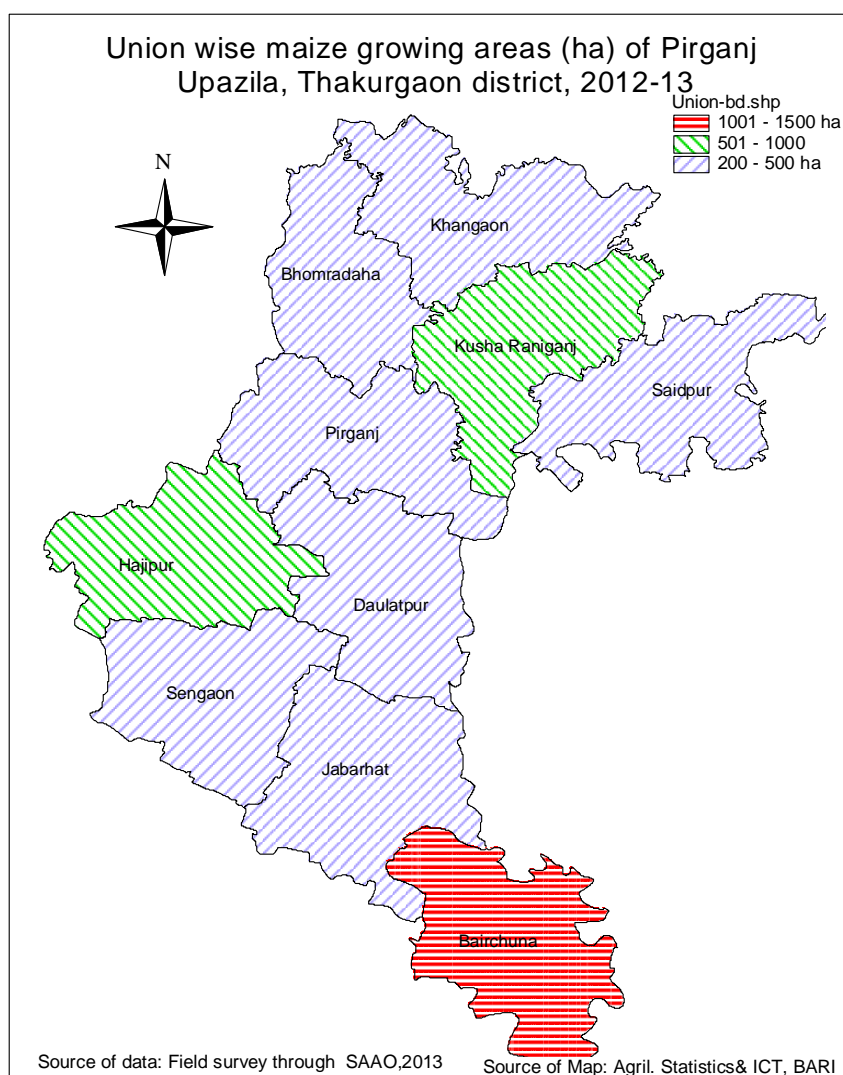 Union wise maize growing areas (ha) of Pirganj
Upazila, Thakurgaon district, 2012-13
Union-bd.shp
1001 - 1500 ha
501 - 1000
200 - 500 ha
N
Khangaon
Bhomradaha
Kusha Raniganj
Saidpur
Pirganj
Hajipur
Daulatpur
Sengaon
Jabarhat
Bairchuna
Source of data: Field survey through SAAO,2013
Source of Map: Agril. Statistics& ICT, BARI